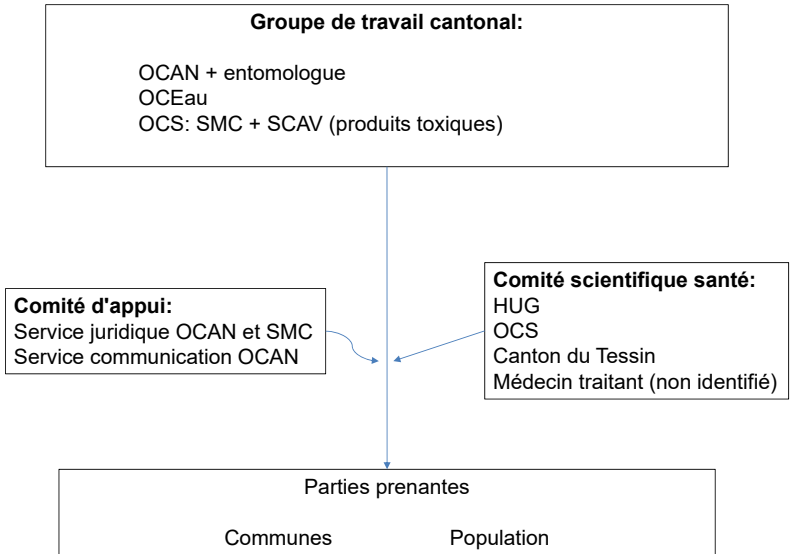 Groupe de travail cantonal:
OCAN + entomologue
OCEau
OCS: SMC + SCAV (produits toxiques)
Comité d'appui:
Service juridique OCAN et SMC
Service communication OCAN
Comité scientifique santé:
HUG
OCS
Canton du Tessin
Médecin traitant (non identifié)
Parties prenantes
Communes Population